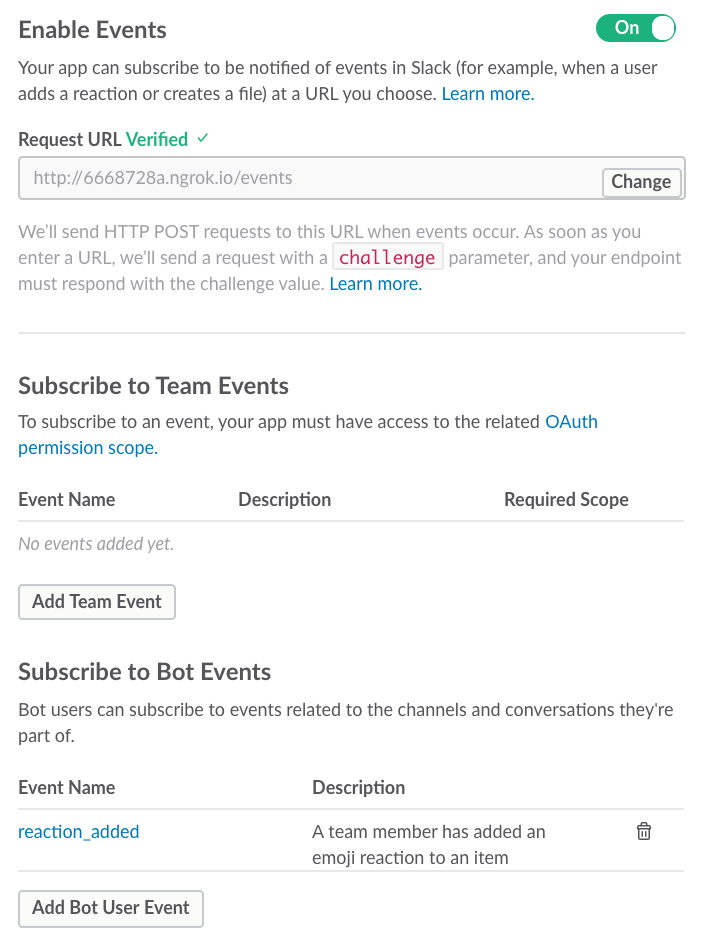 Enable Events
On
Your app can subscribe to be notified of events in Slack (for example, when a user
adds a reaction or creates a file) at a URL you choose. Learn more.
Request URL Verified ✓
http://6668728a.ngrok.io/events
Change
We'll send HTTP POST requests to this URL when events occur. As soon as you
enter a URL, we'll send a request with a challenge parameter, and your endpoint
must respond with the challenge value. Learn more.
Subscribe to Team Events
To subscribe to an event, your app must have access to the related OAuth
permission scope.
Event Name Description Required Scope
No events added yet.
Add Team Event
Subscribe to Bot Events
Bot users can subscribe to events related to the channels and conversations they're
part of.
Event Name Description
reaction_added A team member has added an
emoji reaction to an item
Add Bot User Event